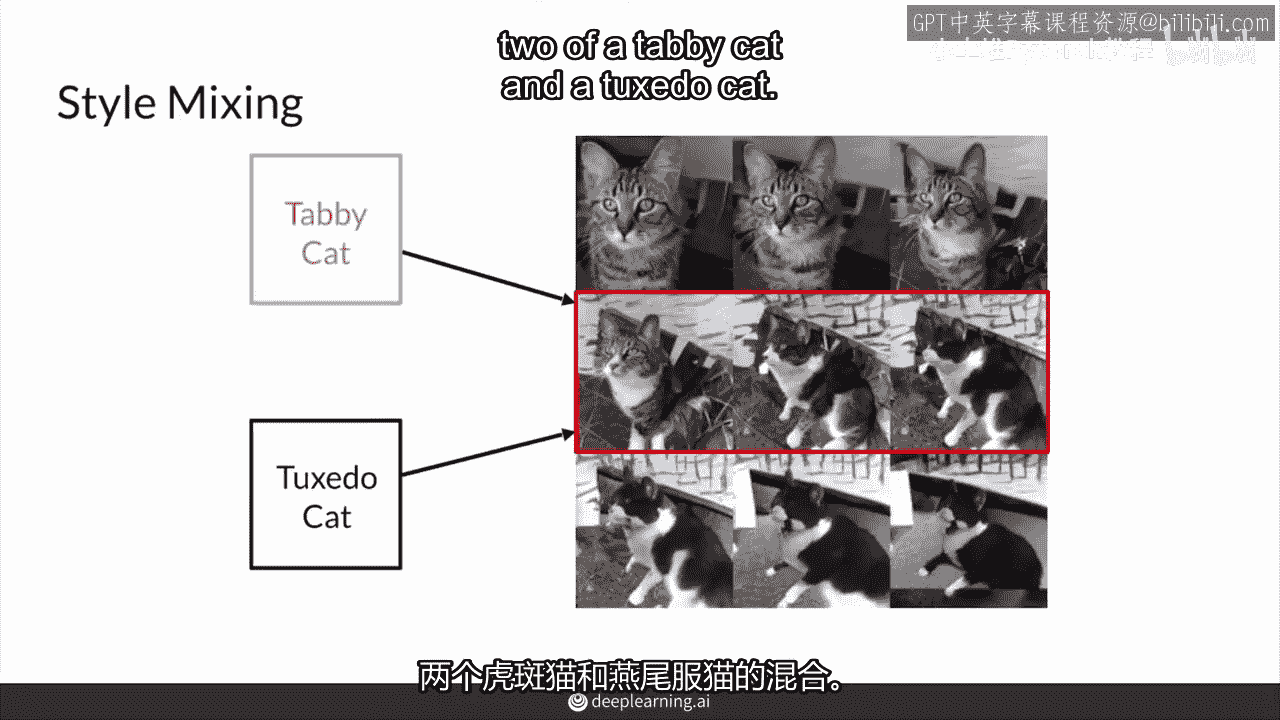 GPT中英字幕课程资源@bilibili.com
two of a tabby cat
and a tuxedo cat.
Style Mixing
Tabby
Cat
Tuxedo
Cat
两个虎斑猫和燕尾服猫的混合。
deeplearning.ai